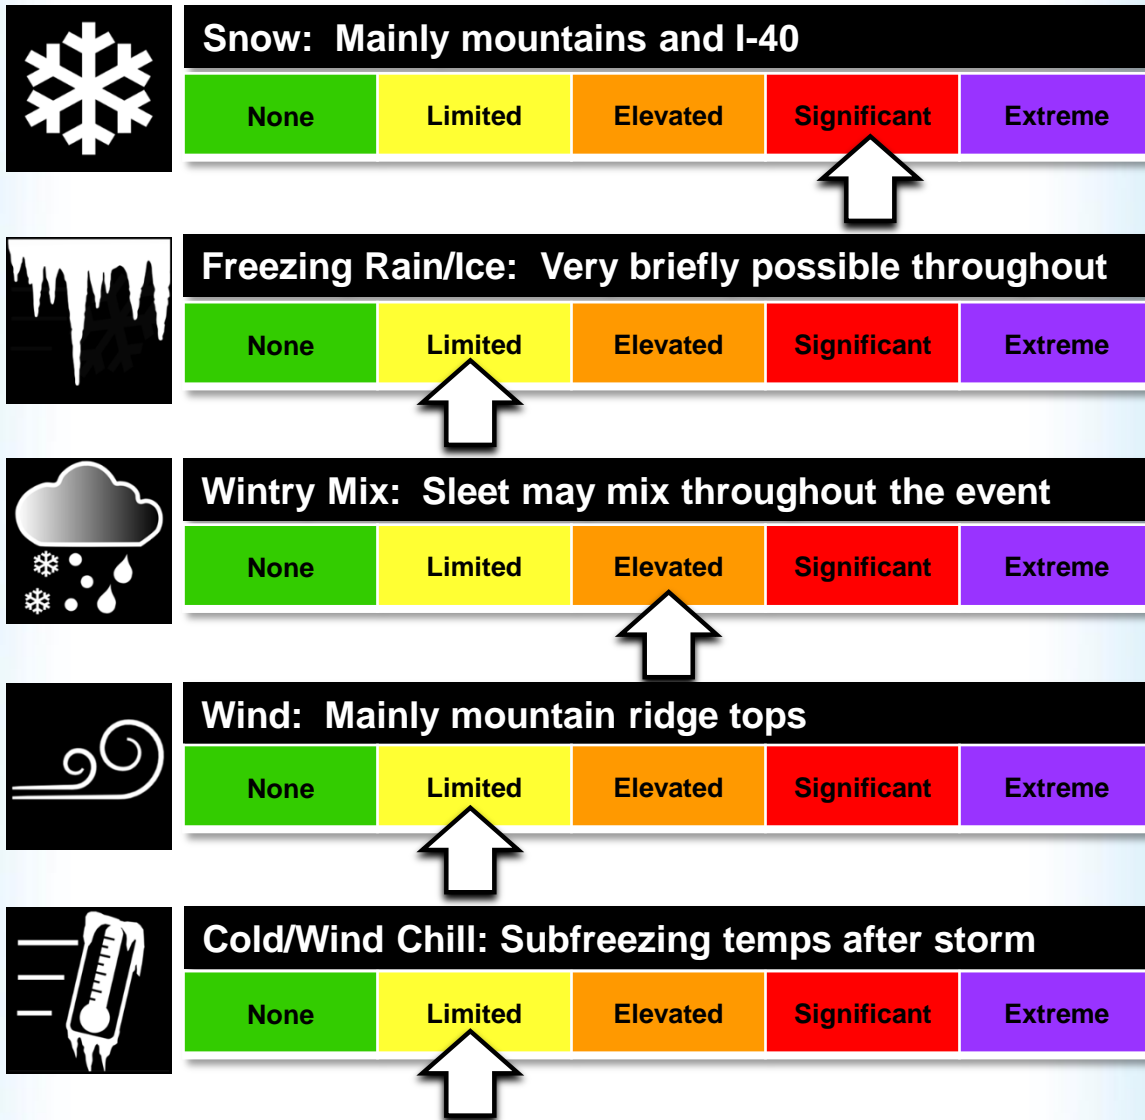 Snow:  Mainly mountains and I-40
None Limited Elevated Significant Extreme
Freezing Rain/Ice:  Very briefly possible throughout
None Limited Elevated Significant Extreme
Wintry Mix:  Sleet may mix throughout the event
None Limited Elevated Significant Extreme
Wind:  Mainly mountain ridge tops
None Limited Elevated Significant Extreme
Cold/Wind Chill: Subfreezing temps after storm
None Limited Elevated Significant Extreme